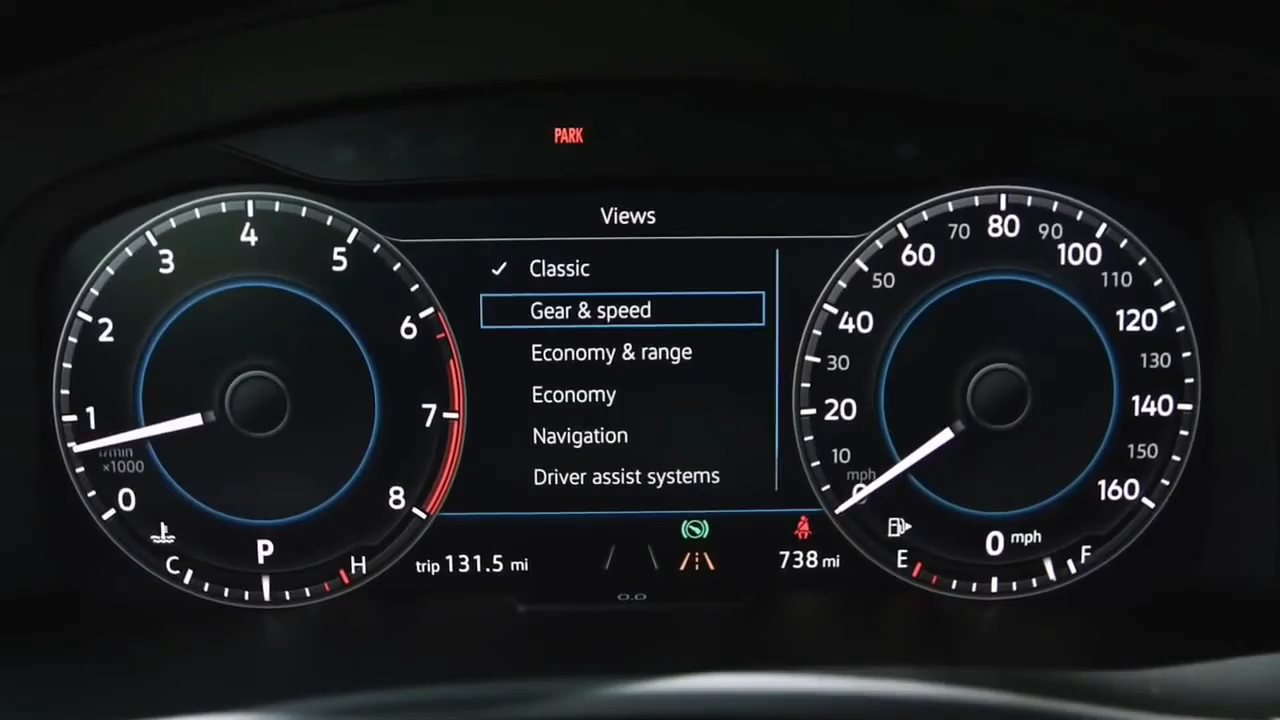 PARK
Views
Classic
Gear & speed
Economy & range
Economy
Navigation
Driver assist systems
0
1
2
3
4
5
6
7
8
×1000
C
P
H
trip 131.5 mi
738 mi
0
10
20
30
40
50
60
70
80
90
100
110
120
130
140
150
160
mph
0 mph
E
F